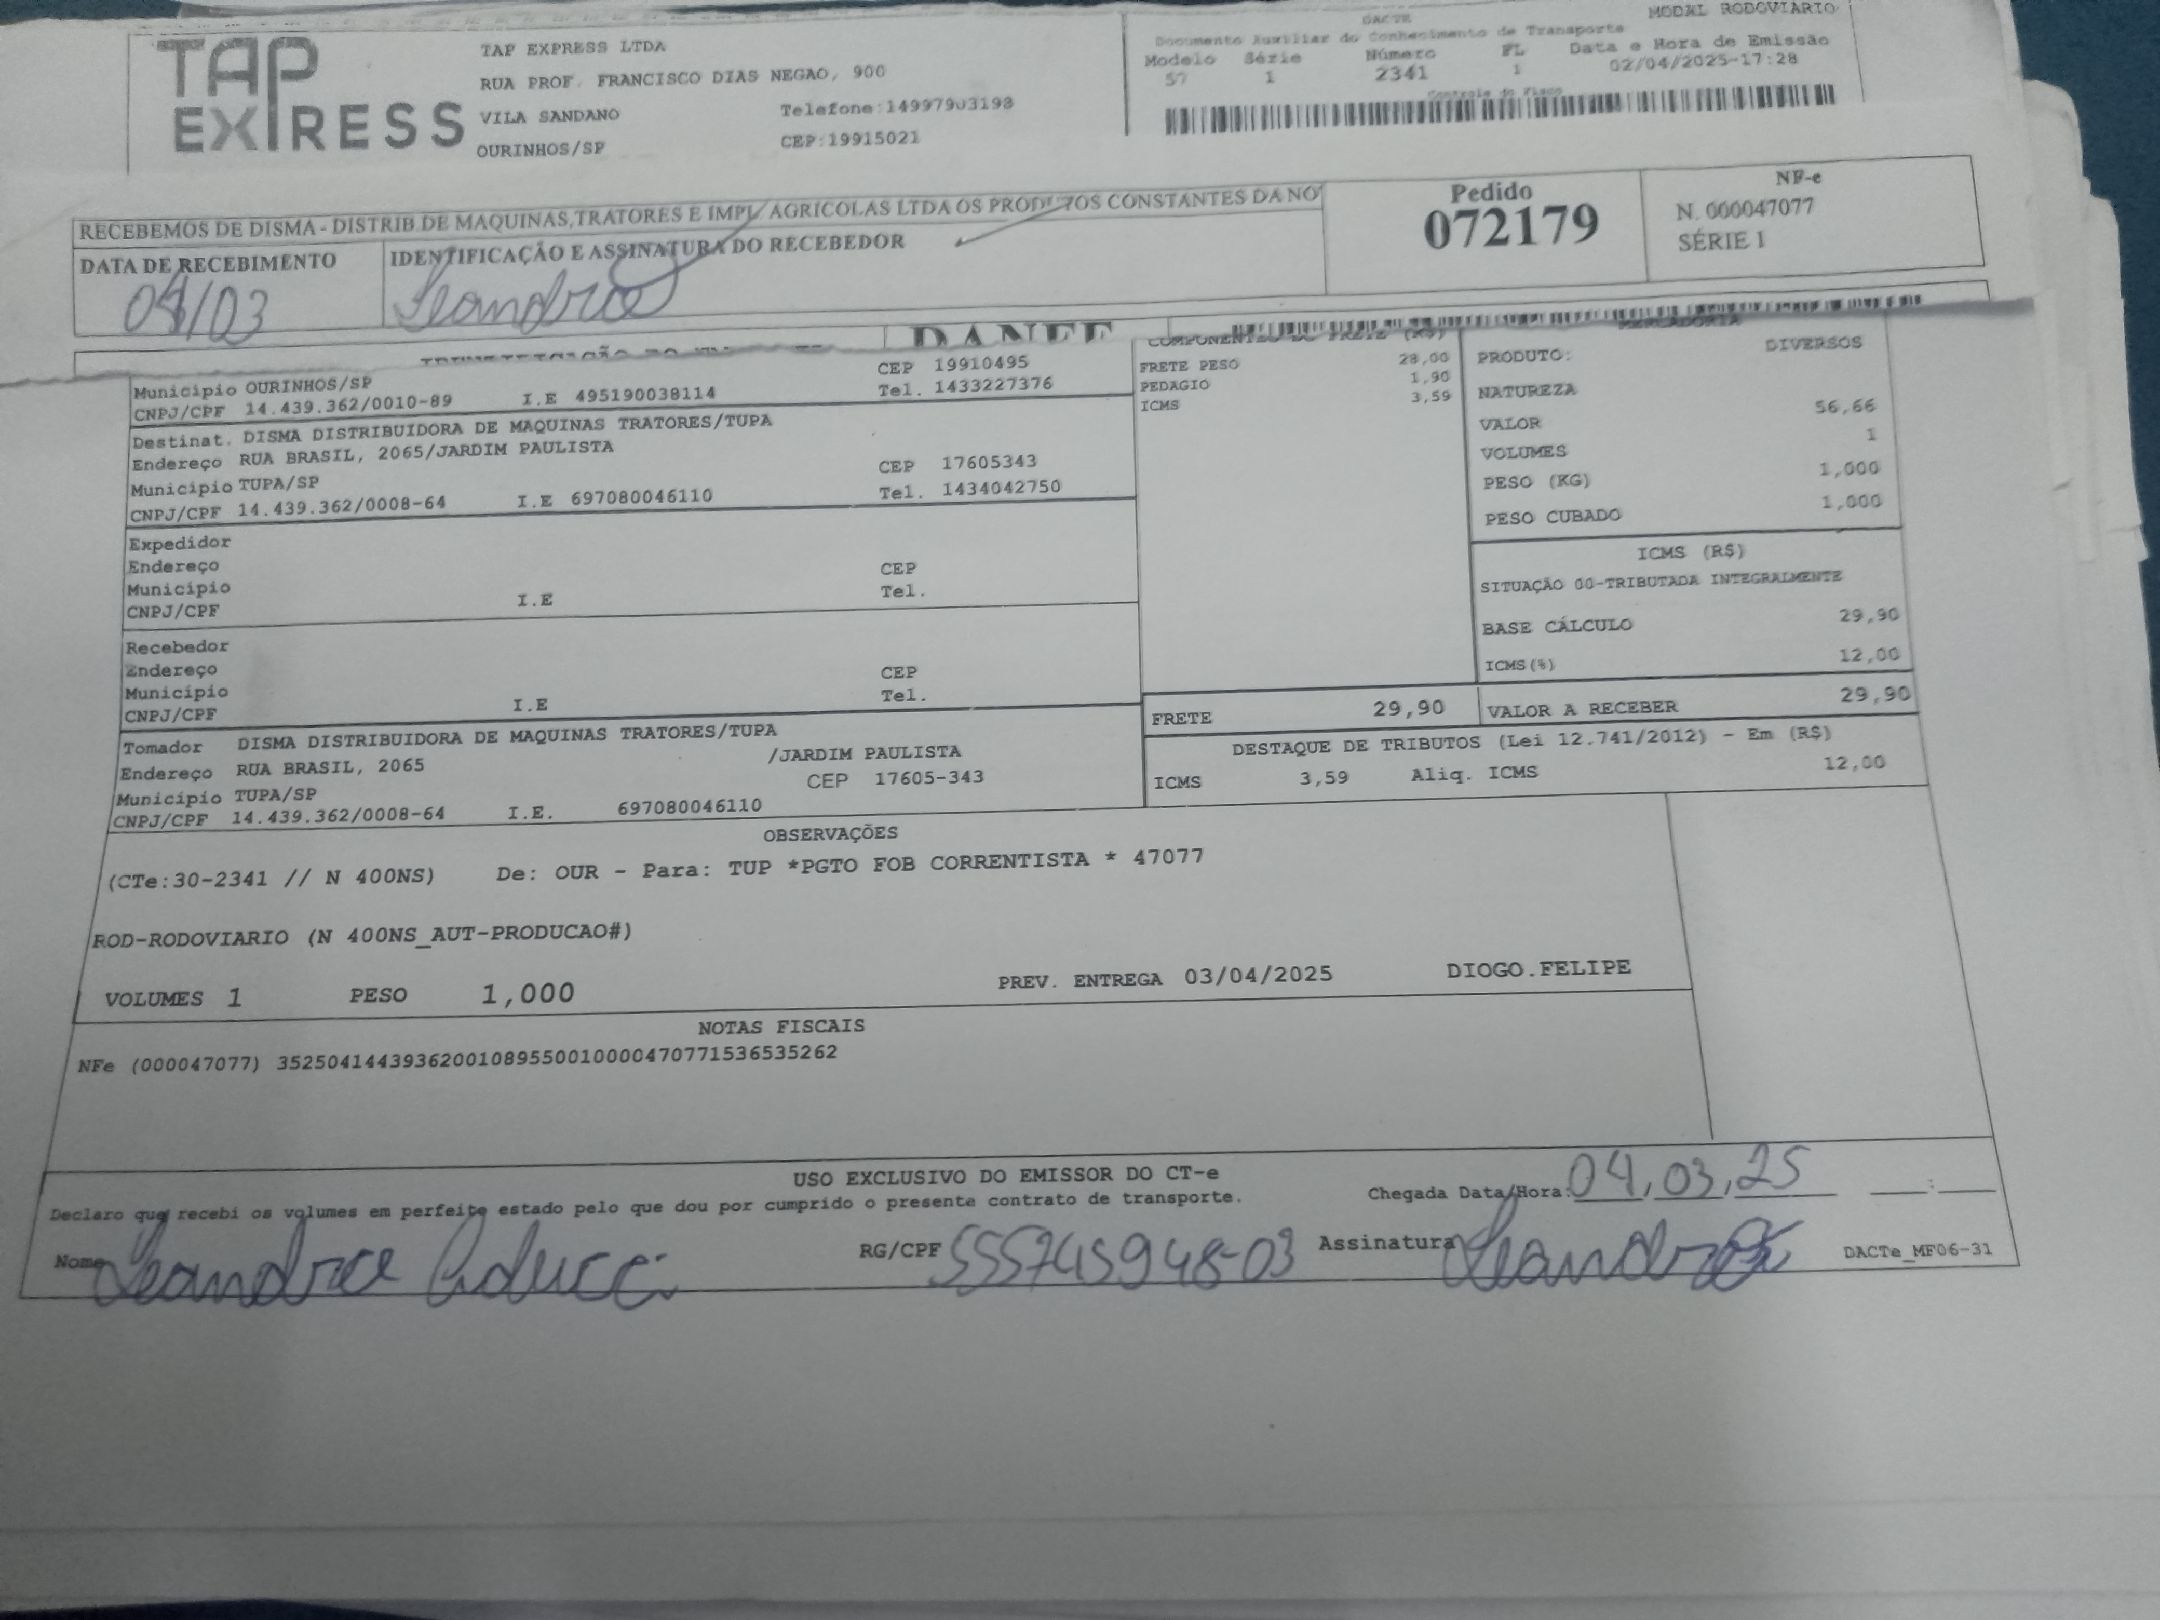 TAP EXPRESS
TAP EXPRESS LTDA
RUA PROF. FRANCISCO DIAS NEGAO, 900
VILA SANDANO Telefone:14997903198
OURINHOS/SP CEP:19915021
DACTE MODAL RODOVIARIO
Documento Auxiliar do Conhecimento de Transporte
Modelo Série Número FL Data e Hora de Emissão
57 1 2341 1 02/04/2025-17:28
Controle do Fisco
RECEBEMOS DE DISMA - DISTRIB DE MAQUINAS,TRATORES E IMPL AGRICOLAS LTDA OS PRODUTOS CONSTANTES DA NO
DATA DE RECEBIMENTO IDENTIFICAÇÃO E ASSINATURA DO RECEBEDOR
Pedido
072179
NF-e
N. 000047077
SÉRIE 1
DANFE
COMPONENTES DO FRETE (R$)
FRETE PESO 28,00
PEDAGIO 1,90
ICMS 3,59
MERCADORIA
PRODUTO: DIVERSOS
NATUREZA
VALOR 56,66
VOLUMES 1
PESO (KG) 1,000
PESO CUBADO 1,000
Município OURINHOS/SP CEP 19910495
CNPJ/CPF 14.439.362/0010-89 I.E 495190038114 Tel. 1433227376
Destinat. DISMA DISTRIBUIDORA DE MAQUINAS TRATORES/TUPA
Endereço RUA BRASIL, 2065/JARDIM PAULISTA
Município TUPA/SP CEP 17605343
CNPJ/CPF 14.439.362/0008-64 I.E 697080046110 Tel. 1434042750
Expedidor
Endereço
Município CEP
CNPJ/CPF I.E Tel.
Recebedor
Endereço
Município CEP
CNPJ/CPF I.E Tel.
ICMS (R$)
SITUAÇÃO 00-TRIBUTADA INTEGRALMENTE
BASE CÁLCULO 29,90
ICMS(%) 12,00
FRETE 29,90 VALOR A RECEBER 29,90
Tomador DISMA DISTRIBUIDORA DE MAQUINAS TRATORES/TUPA
Endereço RUA BRASIL, 2065 /JARDIM PAULISTA
Município TUPA/SP CEP 17605-343
CNPJ/CPF 14.439.362/0008-64 I.E. 697080046110
DESTAQUE DE TRIBUTOS (Lei 12.741/2012) - Em (R$)
ICMS 3,59 Aliq. ICMS 12,00
OBSERVAÇÕES
(CTe:30-2341 // N 400NS) De: OUR - Para: TUP *PGTO FOB CORRENTISTA * 47077
ROD-RODOVIARIO (N 400NS_AUT-PRODUCAO#)
VOLUMES 1 PESO 1,000 PREV. ENTREGA 03/04/2025 DIOGO.FELIPE
NOTAS FISCAIS
NFe (000047077) 35250414439362001089550010000470771536535262
USO EXCLUSIVO DO EMISSOR DO CT-e
Declaro que recebi os volumes em perfeito estado pelo que dou por cumprido o presente contrato de transporte.
Chegada Data/Hora: 04,03,25 :
Nome Leandro RG/CPF Assinatura Leandro DACTe_MF06-31